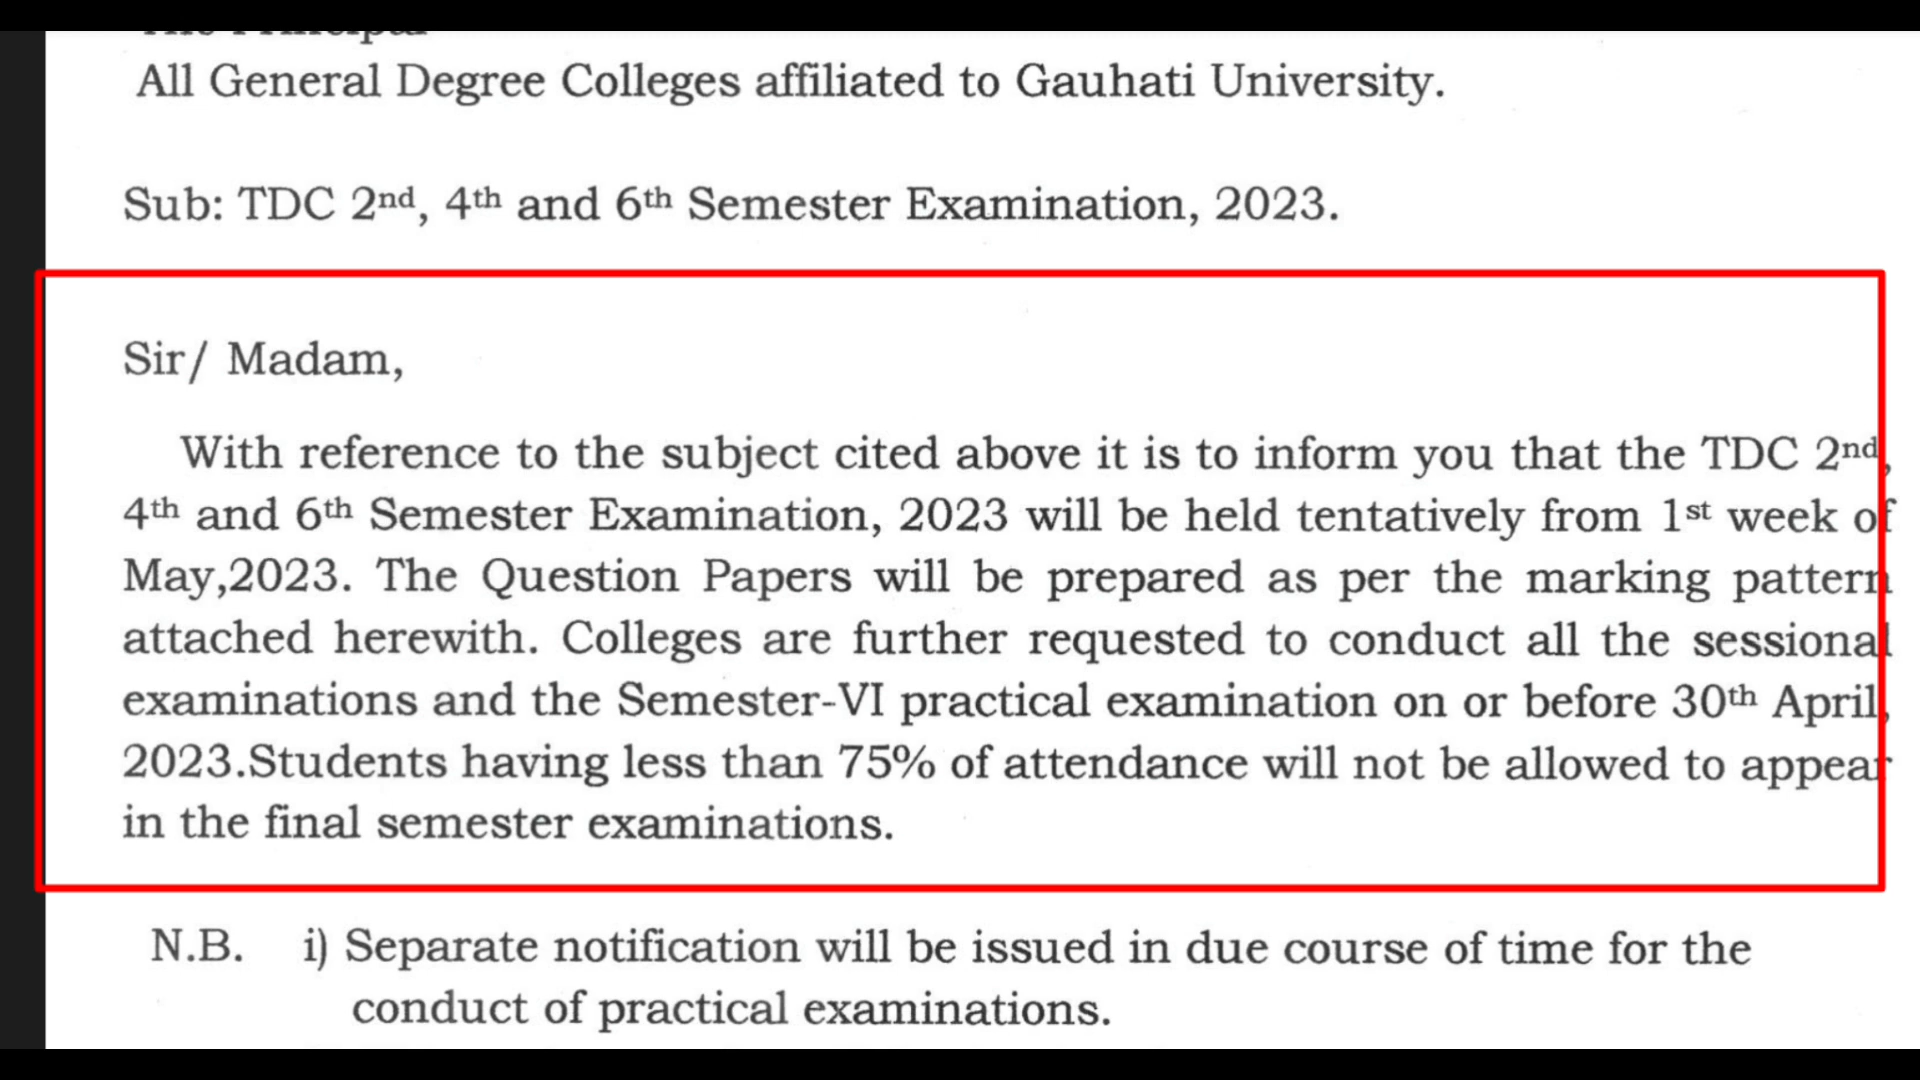 All General Degree Colleges affiliated to Gauhati University.
Sub: TDC 2nd, 4th and 6th Semester Examination, 2023.
Sir/ Madam,
With reference to the subject cited above it is to inform you that the TDC 2nd,
4th and 6th Semester Examination, 2023 will be held tentatively from 1st week of
May,2023. The Question Papers will be prepared as per the marking pattern
attached herewith. Colleges are further requested to conduct all the sessional
examinations and the Semester-VI practical examination on or before 30th April,
2023.Students having less than 75% of attendance will not be allowed to appear
in the final semester examinations.
N.B. i) Separate notification will be issued in due course of time for the
conduct of practical examinations.